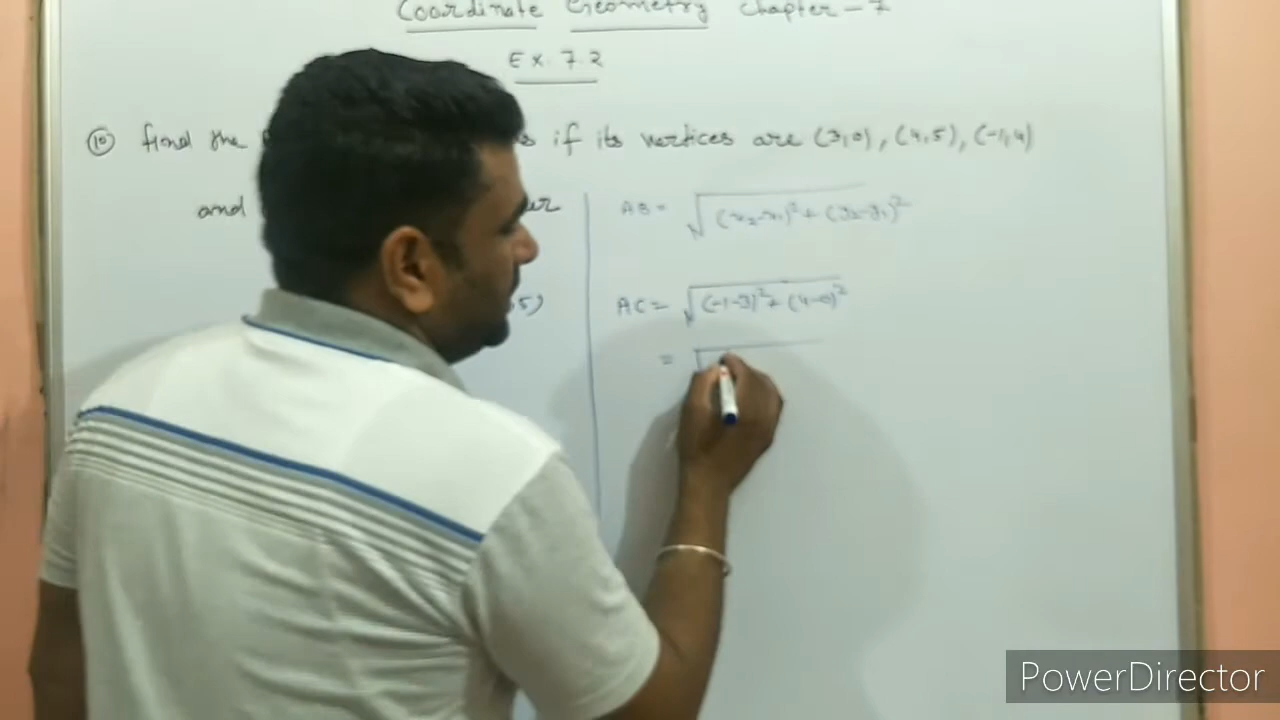 Coordinate Geometry Chapter-7
Ex. 7.2
(10) Find the if its vertices are (3,0), (4,5), (-1,4)
and
AB = √(x₂-x₁)²+(y₂-y₁)²
5)
AC = √(-1-3)²+(4-0)²
= √
PowerDirector